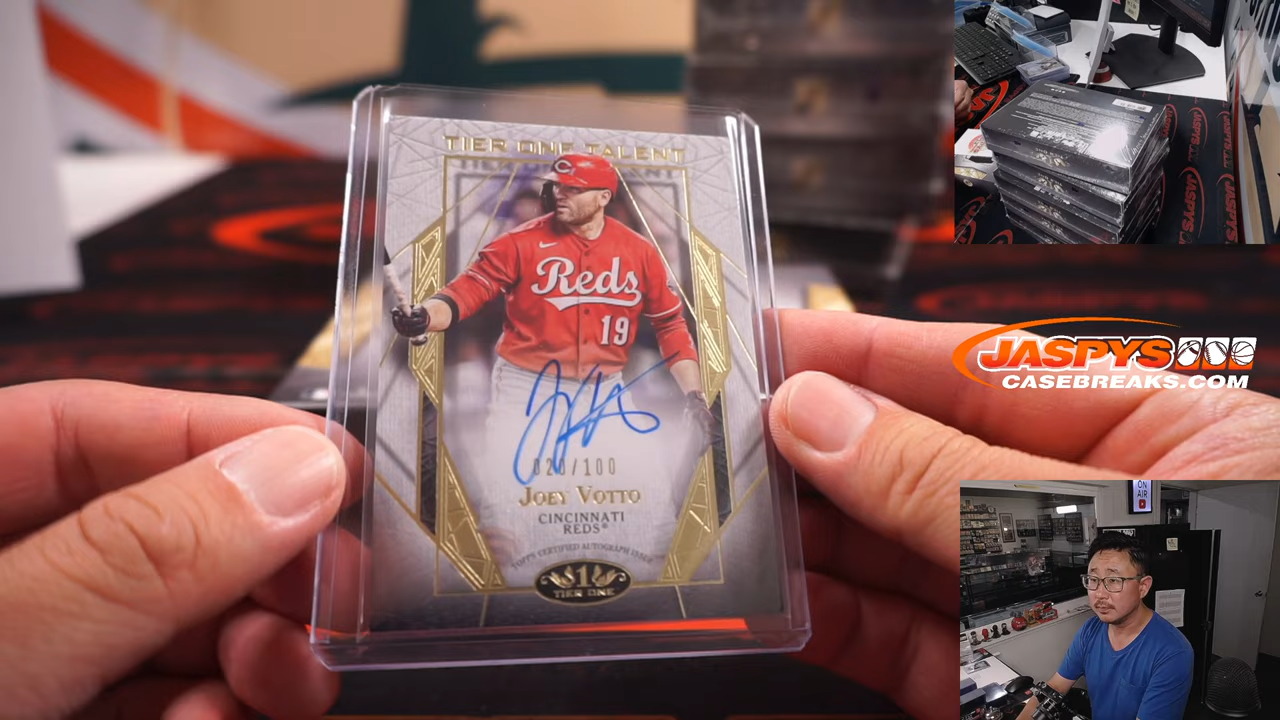 TIER ONE TALENT
Reds
19
020/100
JOEY VOTTO
CINCINNATI
REDS®
TOPPS CERTIFIED AUTOGRAPH ISSUE
1
TIER ONE
JASPYS
CASEBREAKS.COM
ON
AIR
JASPYS